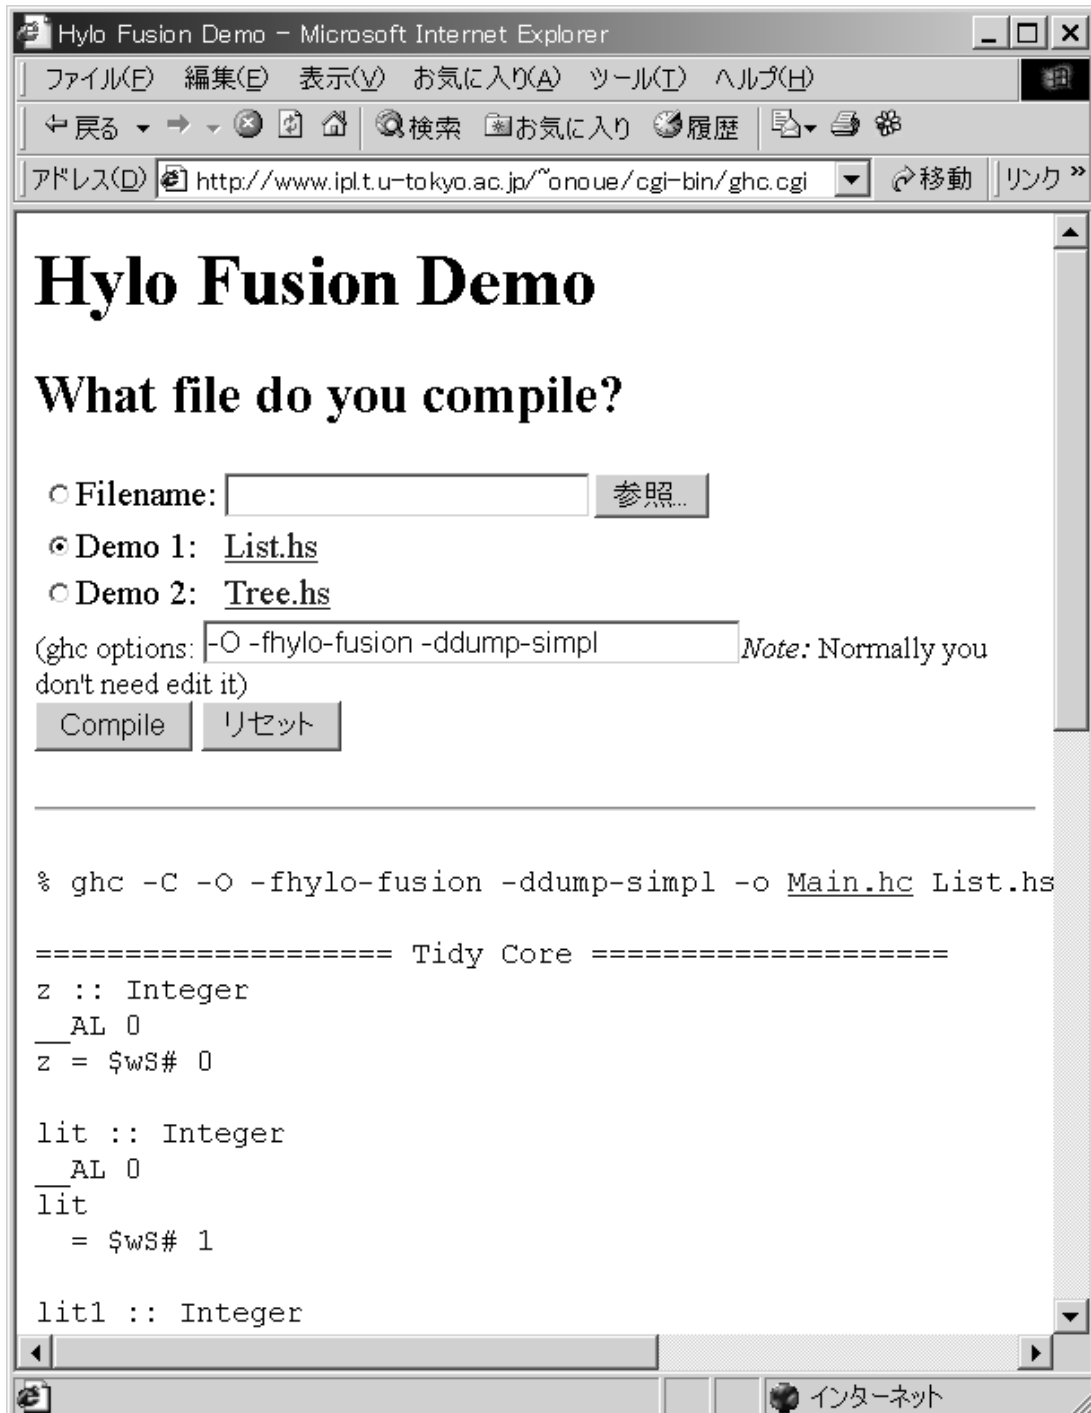 Hylo Fusion Demo - Microsoft Internet Explorer
ファイル(F) 編集(E) 表示(V) お気に入り(A) ツール(T) ヘルプ(H)
戻る 検索 お気に入り 履歴
アドレス(D) http://www.ipl.t.u-tokyo.ac.jp/~onoue/cgi-bin/ghc.cgi 移動 リンク »
Hylo Fusion Demo
What file do you compile?
Filename: 参照...
Demo 1: List.hs
Demo 2: Tree.hs
(ghc options: -O -fhylo-fusion -ddump-simpl Note: Normally you
don't need edit it)
Compile リセット
% ghc -C -O -fhylo-fusion -ddump-simpl -o Main.hc List.hs
==================== Tidy Core ====================
z :: Integer
__AL 0
z = $wS# 0
lit :: Integer
__AL 0
lit
= $wS# 1
lit1 :: Integer
インターネット